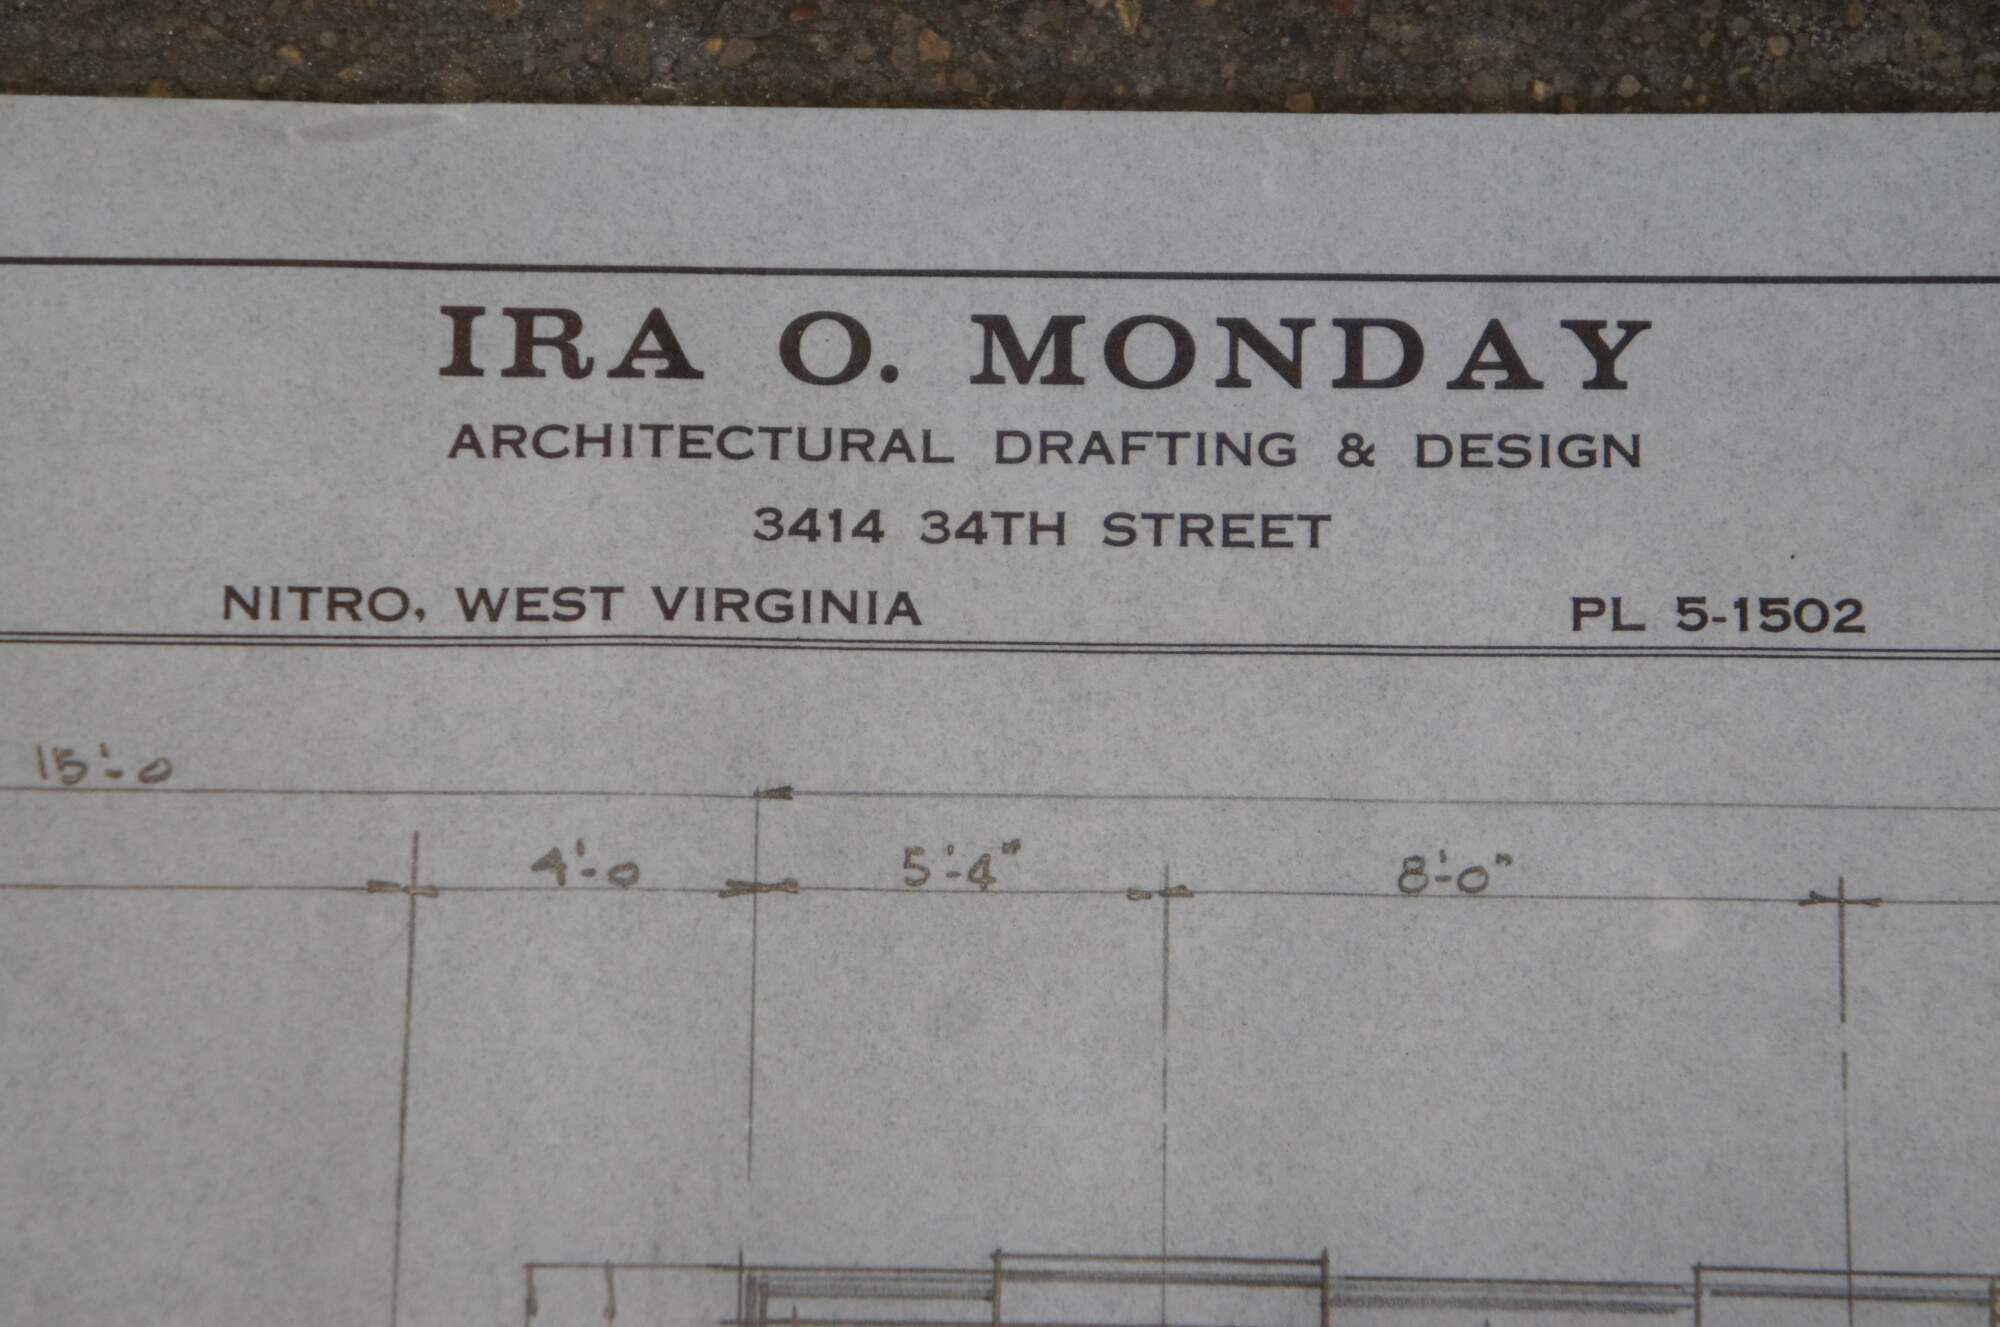 IRA O. MONDAY
ARCHITECTURAL DRAFTING & DESIGN
3414 34TH STREET
NITRO, WEST VIRGINIA PL 5-1502
15'-0
4'-0 5'-4" 8'-0"